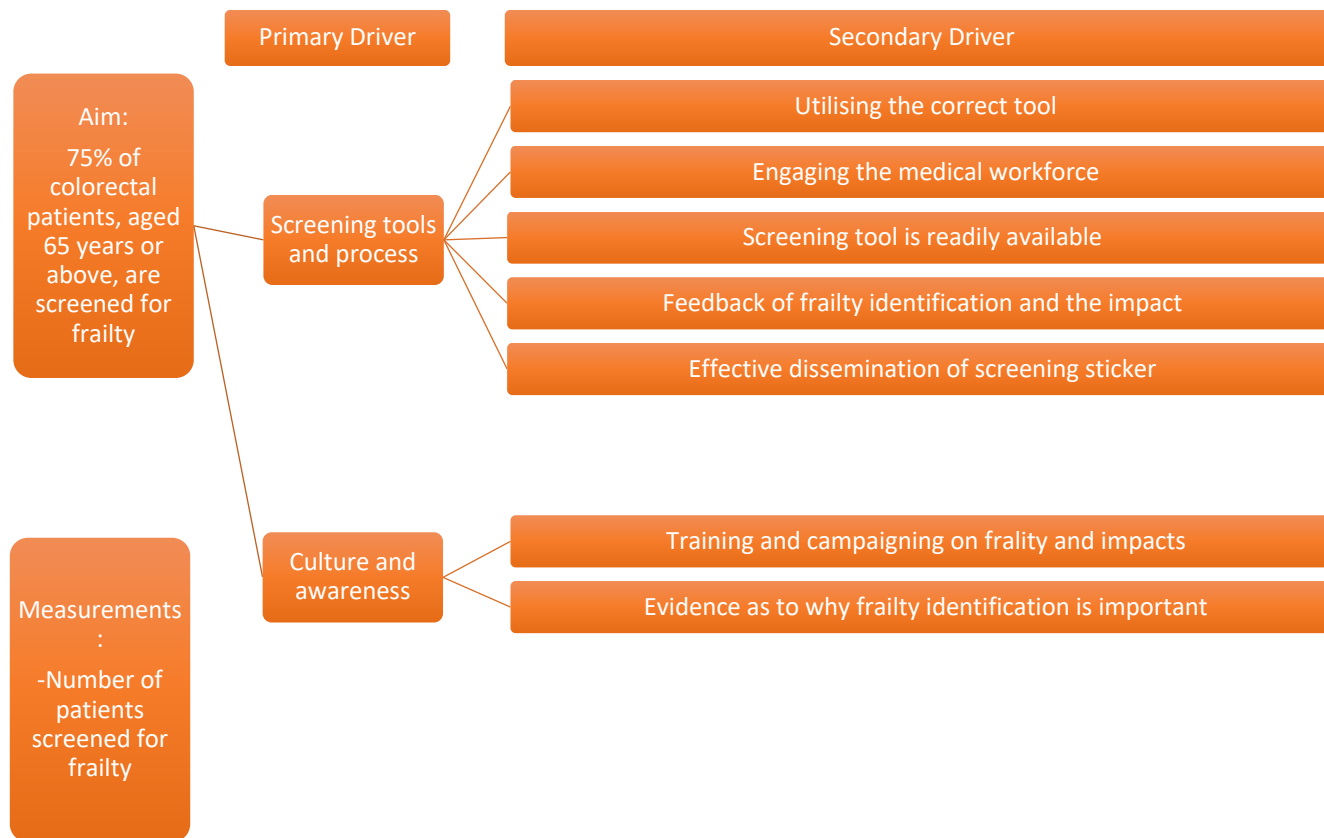 Primary Driver
Secondary Driver
Aim:
75% of
colorectal
patients, aged
65 years or
above, are
screened for
frailty
Screening tools
and process
Utilising the correct tool
Engaging the medical workforce
Screening tool is readily available
Feedback of frailty identification and the impact
Effective dissemination of screening sticker
Culture and
awareness
Training and campaigning on frality and impacts
Evidence as to why frailty identification is important
Measurements
:
-Number of
patients
screened for
frailty